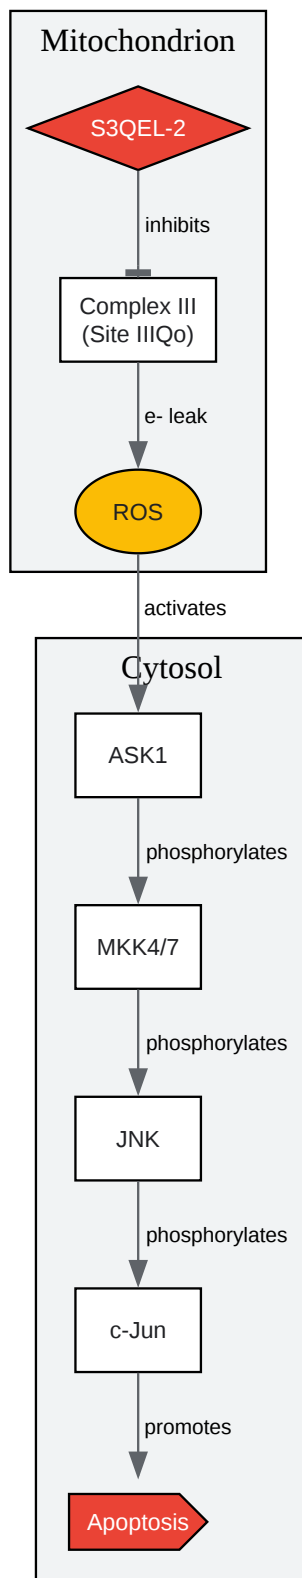 Mitochondrion
S3QEL-2
inhibits
Complex III
(Site IIIQo)
e- leak
ROS
activates
Cytosol
ASK1
phosphorylates
MKK4/7
phosphorylates
JNK
phosphorylates
c-Jun
promotes
Apoptosis